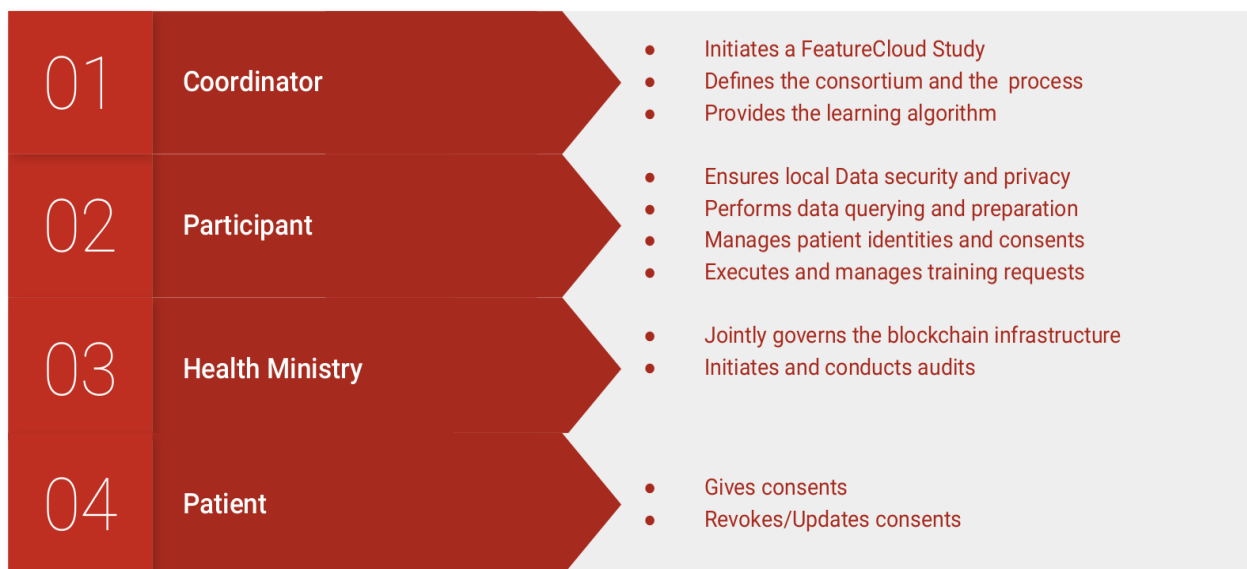 01
Coordinator
● Initiates a FeatureCloud Study
● Defines the consortium and the process
● Provides the learning algorithm
02
Participant
● Ensures local Data security and privacy
● Performs data querying and preparation
● Manages patient identities and consents
● Executes and manages training requests
03
Health Ministry
● Jointly governs the blockchain infrastructure
● Initiates and conducts audits
04
Patient
● Gives consents
● Revokes/Updates consents